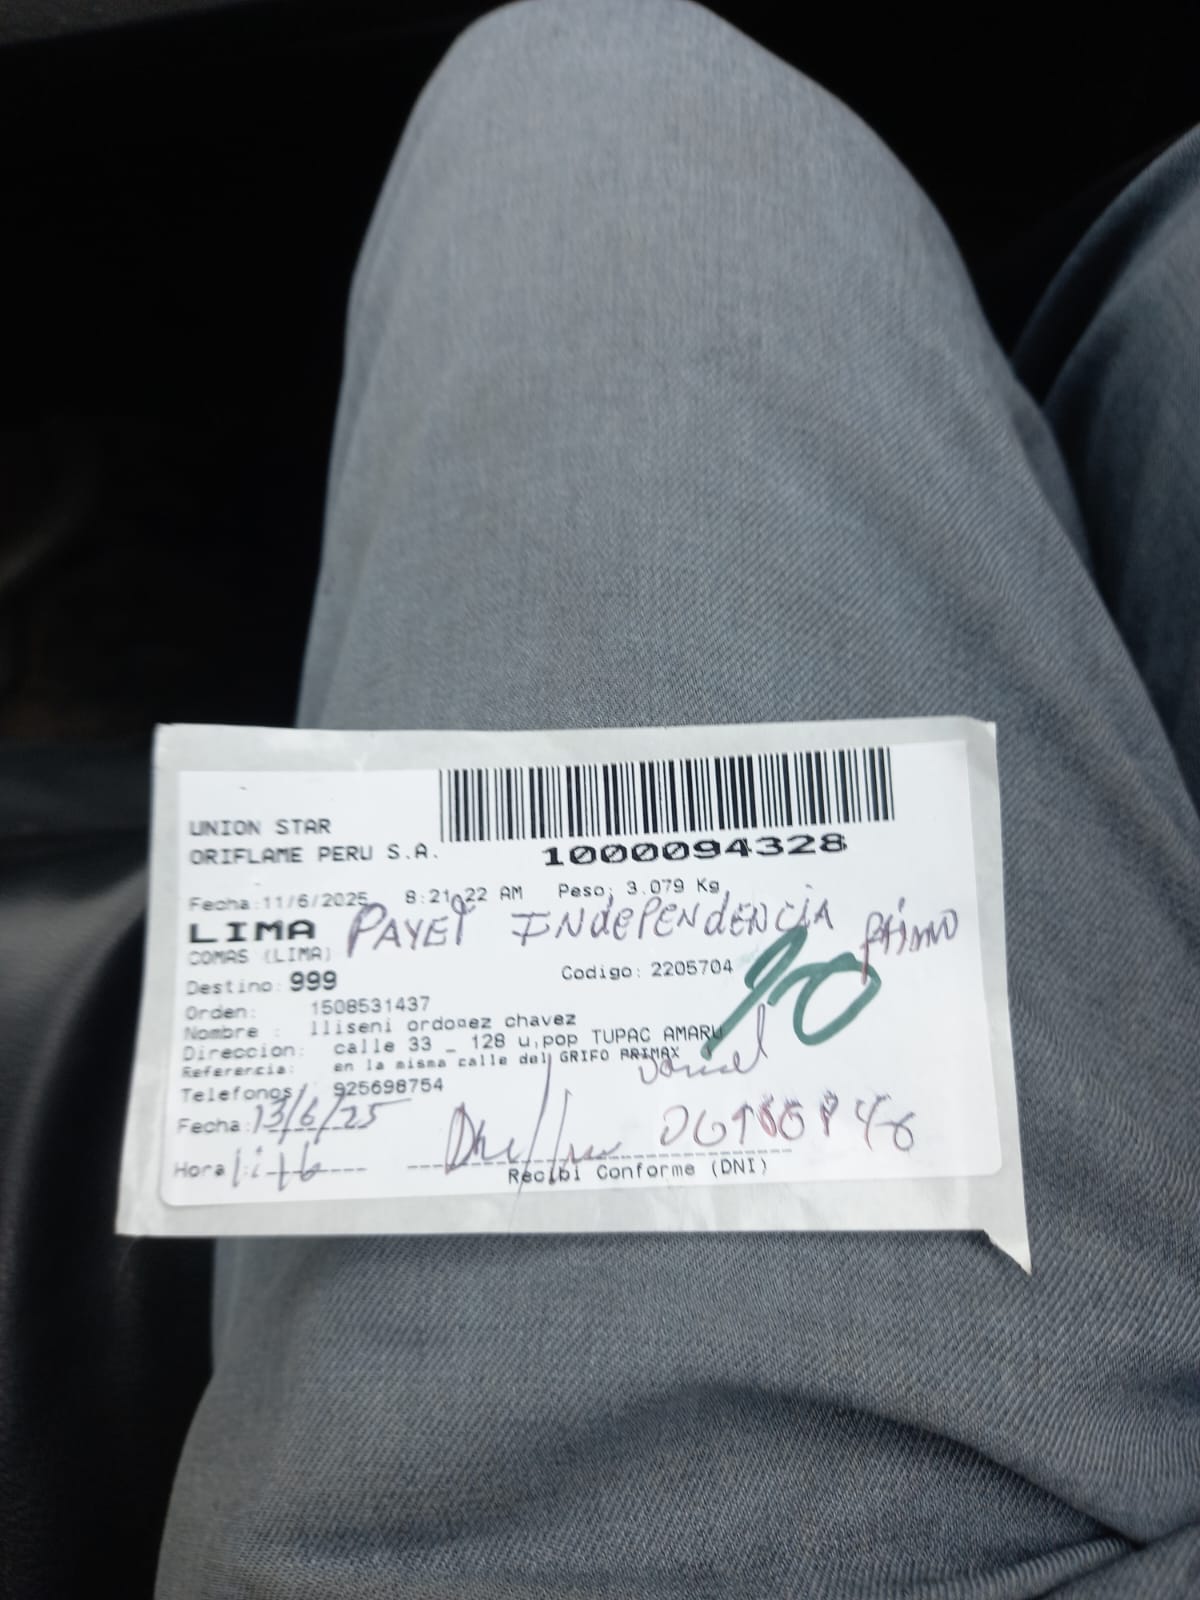 UNION STAR
ORIFLAME PERU S.A.
1000094328
Fecha:11/6/2025 8:21:22 AM Peso: 3.079 Kg.
LIMA PAYET INdEPENdENCIA PRIMO
COMAS (LIMA)
Destino: 999 Codigo: 2205704
Orden: 1508531437
Nombre : lliseni ordonez chavez
Direccion: calle 33 _ 128 u.pop TUPAC AMARU
Referencia: en la misma calle del GRIFO PRIMAX
Telefonos 925698754
Fecha: 13/6/25
Hora
Recibi Conforme (DNI)